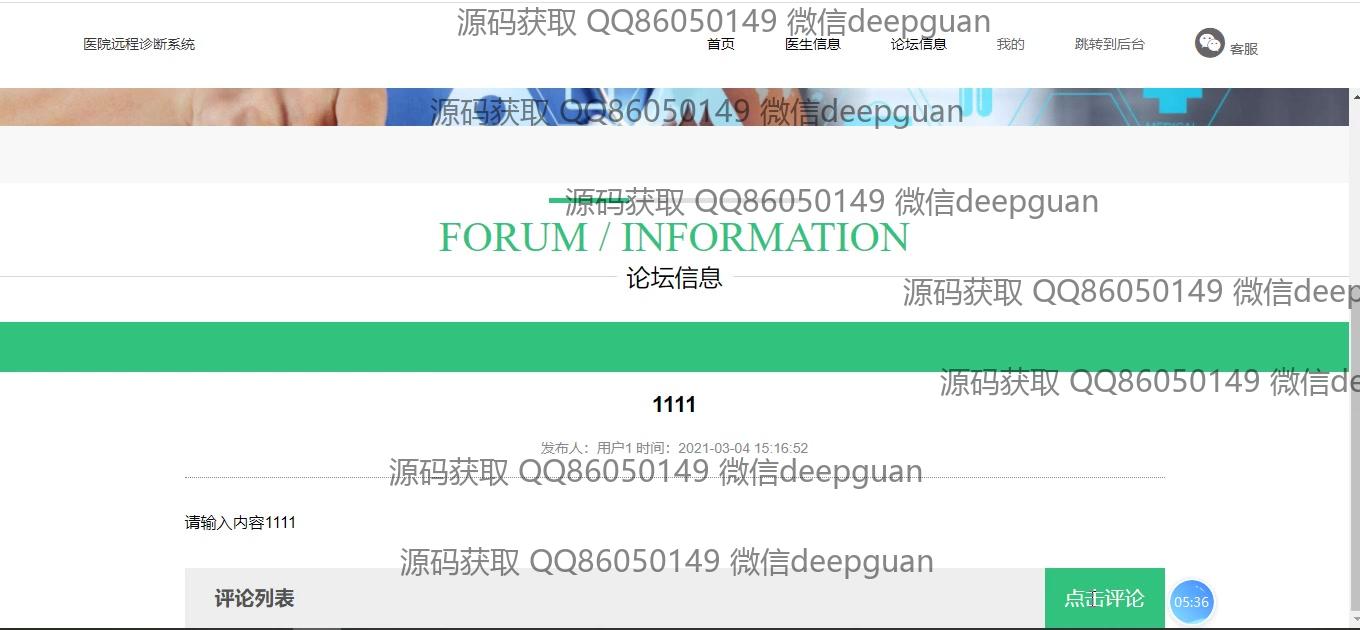 源码获取 QQ86050149 微信deepguan
医院远程诊断系统 首页 医生信息 论坛信息 我的 跳转到后台 客服
源码获取 QQ86050149 微信deepguan
MEDICAL
源码获取 QQ86050149 微信deepguan
FORUM / INFORMATION
论坛信息
源码获取 QQ86050149 微信deep
源码获取 QQ86050149 微信de
1111
发布人：用户1 时间：2021-03-04 15:16:52
源码获取 QQ86050149 微信deepguan
请输入内容1111
源码获取 QQ86050149 微信deepguan
评论列表 点击评论 05:36